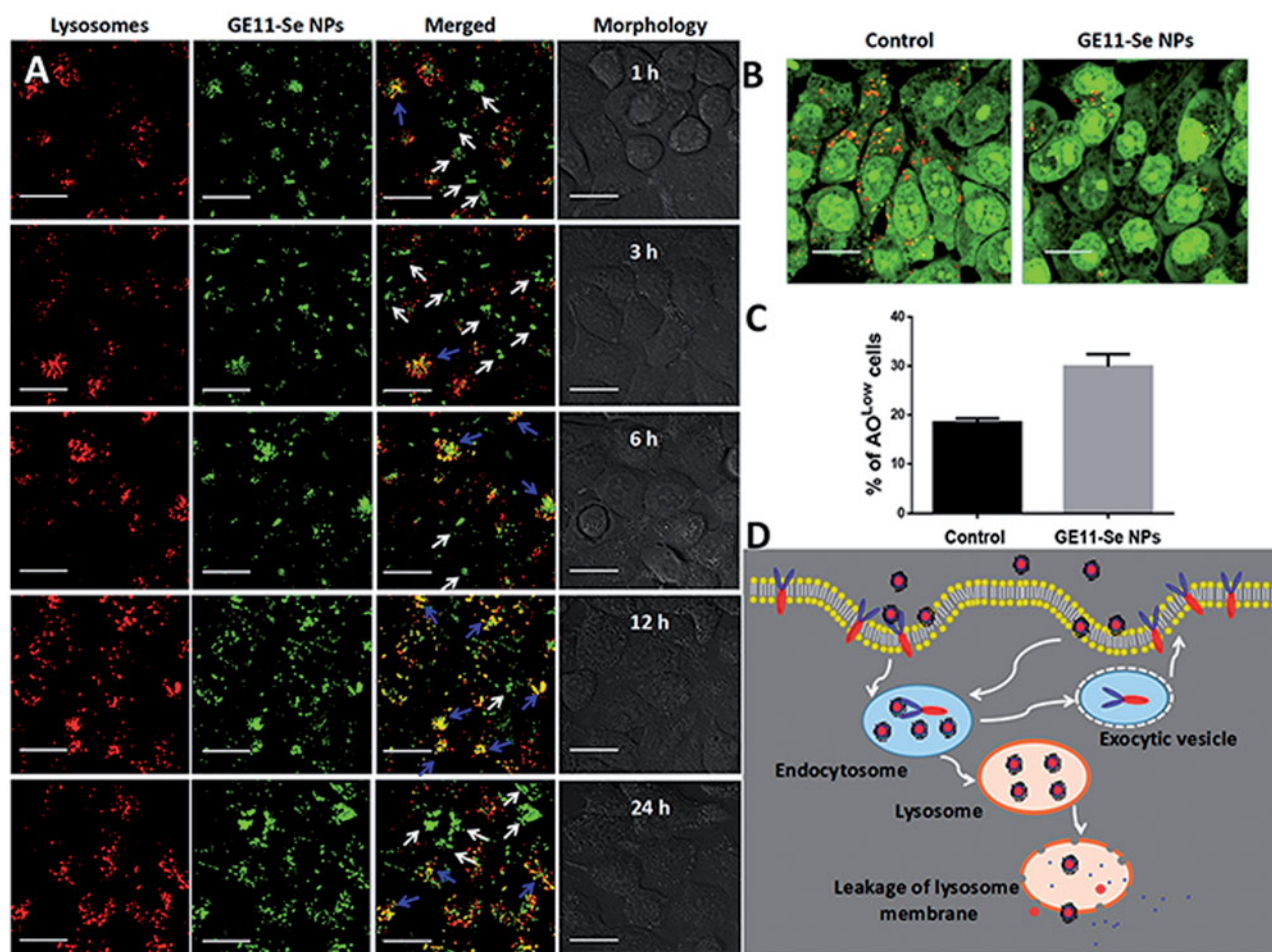 Lysosomes
GE11-Se NPs
Merged
Morphology
A
1 h
3 h
6 h
12 h
24 h
B
Control
GE11-Se NPs
C
% of AO^Low cells
40
30
20
10
0
Control
GE11-Se NPs
D
Endocytosome
Exocytic vesicle
Lysosome
Leakage of lysosome
membrane